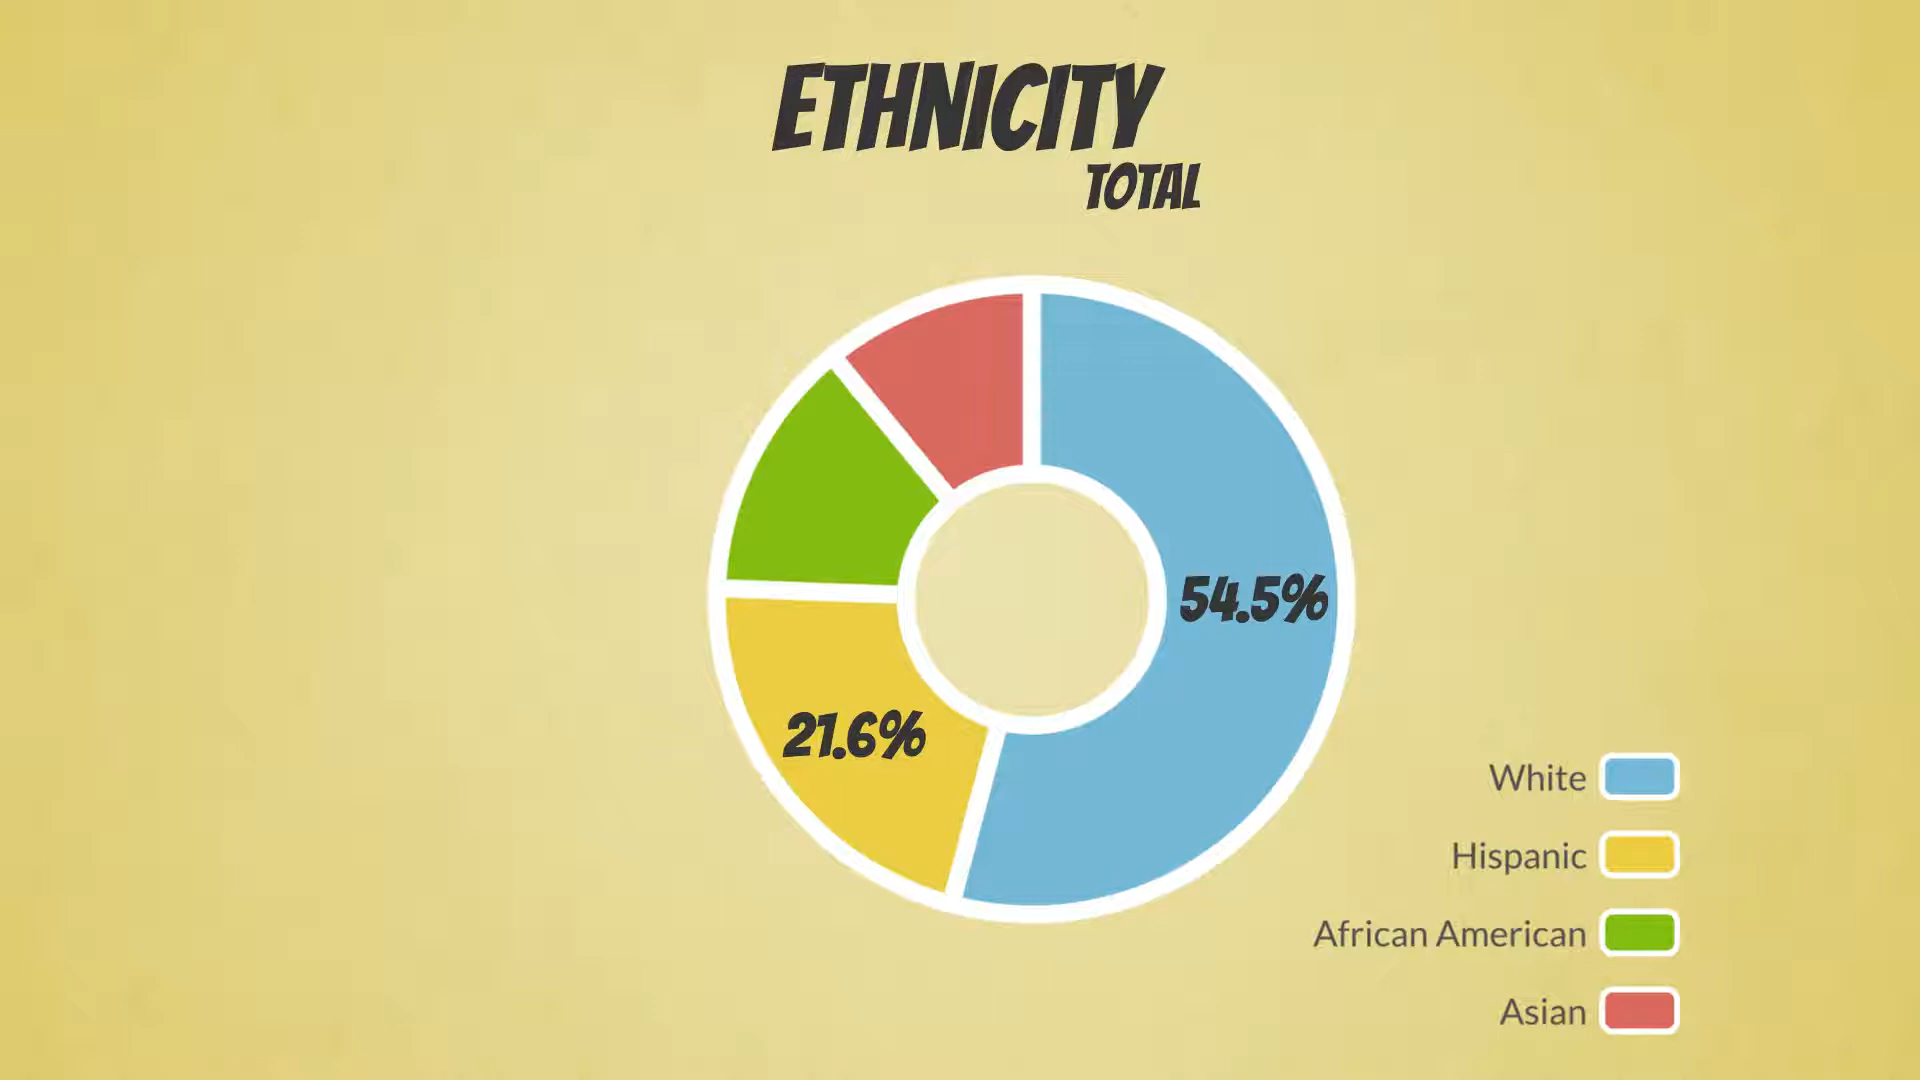 ETHNICITY
TOTAL
54.5%
21.6%
White
Hispanic
African American
Asian